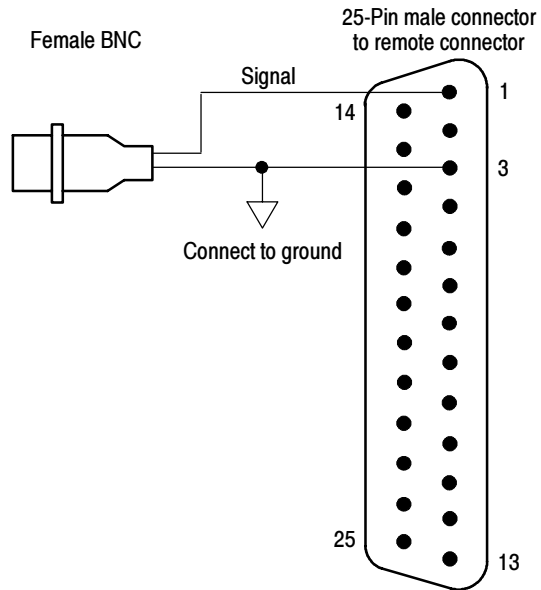 25-Pin male connector
to remote connector
Female BNC
Signal
1
14
3
Connect to ground
25
13